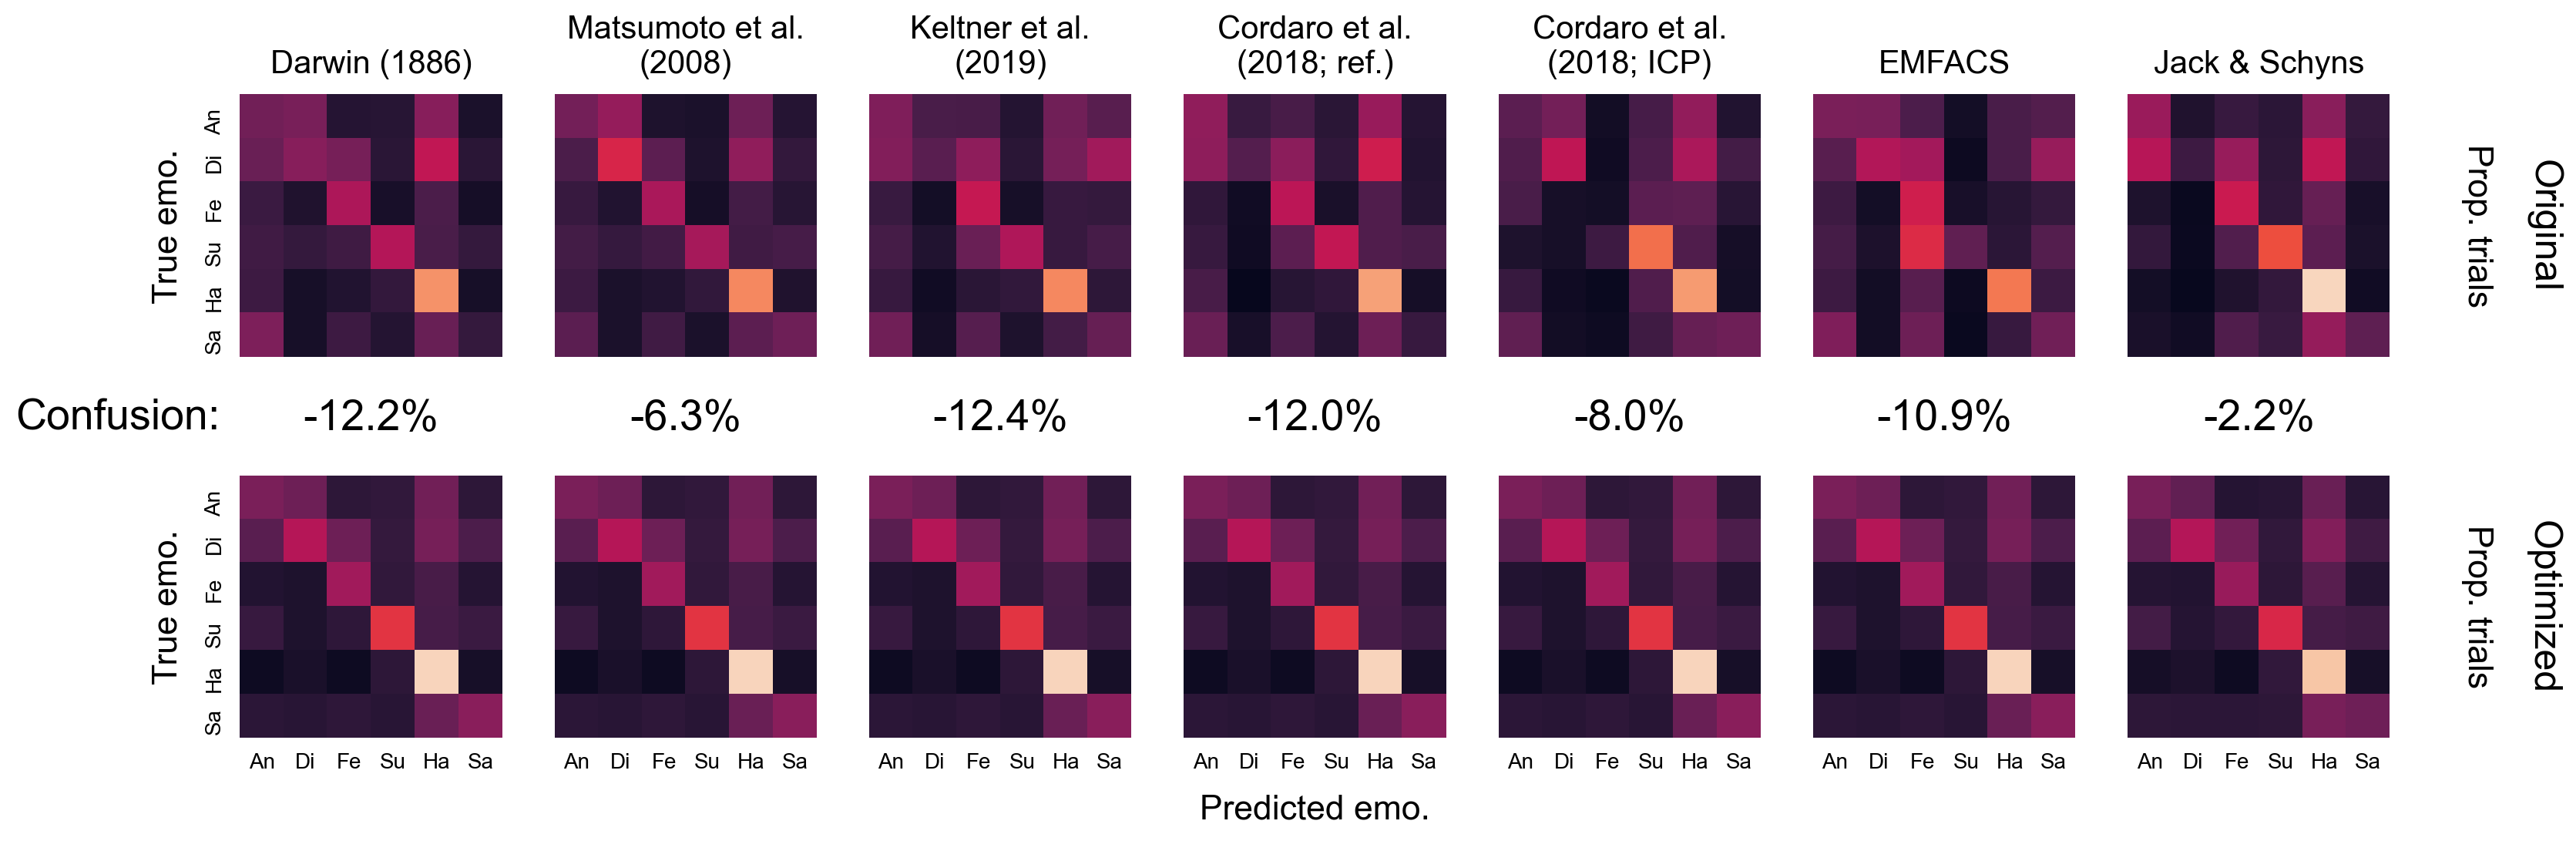 Darwin (1886)
Matsumoto et al.
(2008)
Keltner et al.
(2019)
Cordaro et al.
(2018; ref.)
Cordaro et al.
(2018; ICP)
EMFACS
Jack & Schyns
True emo.
An
Di
Fe
Su
Ha
Sa
Prop. trials
Original
Confusion:
-12.2%
-6.3%
-12.4%
-12.0%
-8.0%
-10.9%
-2.2%
True emo.
An
Di
Fe
Su
Ha
Sa
Prop. trials
Optimized
An Di Fe Su Ha Sa
An Di Fe Su Ha Sa
An Di Fe Su Ha Sa
An Di Fe Su Ha Sa
An Di Fe Su Ha Sa
An Di Fe Su Ha Sa
An Di Fe Su Ha Sa
Predicted emo.